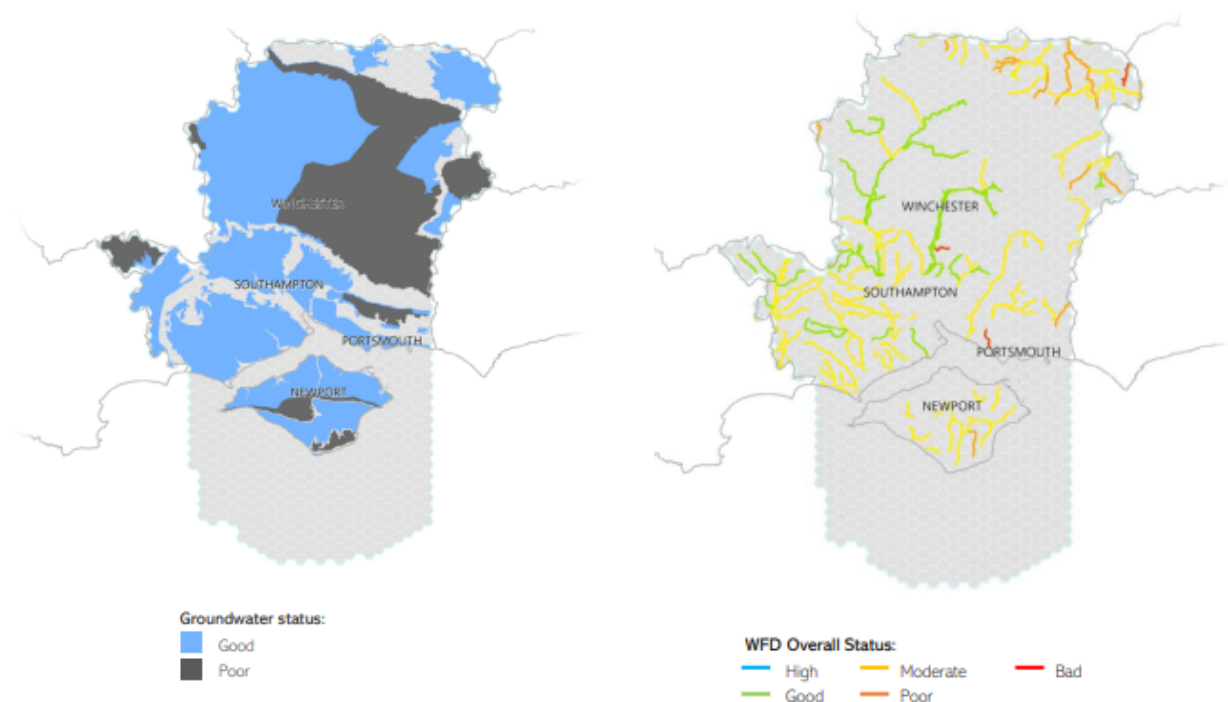 WINCHESTER
SOUTHAMPTON
PORTSMOUTH
NEWPORT
Groundwater status:
Good
Poor
WINCHESTER
SOUTHAMPTON
PORTSMOUTH
NEWPORT
WFD Overall Status:
High Moderate Bad
Good Poor